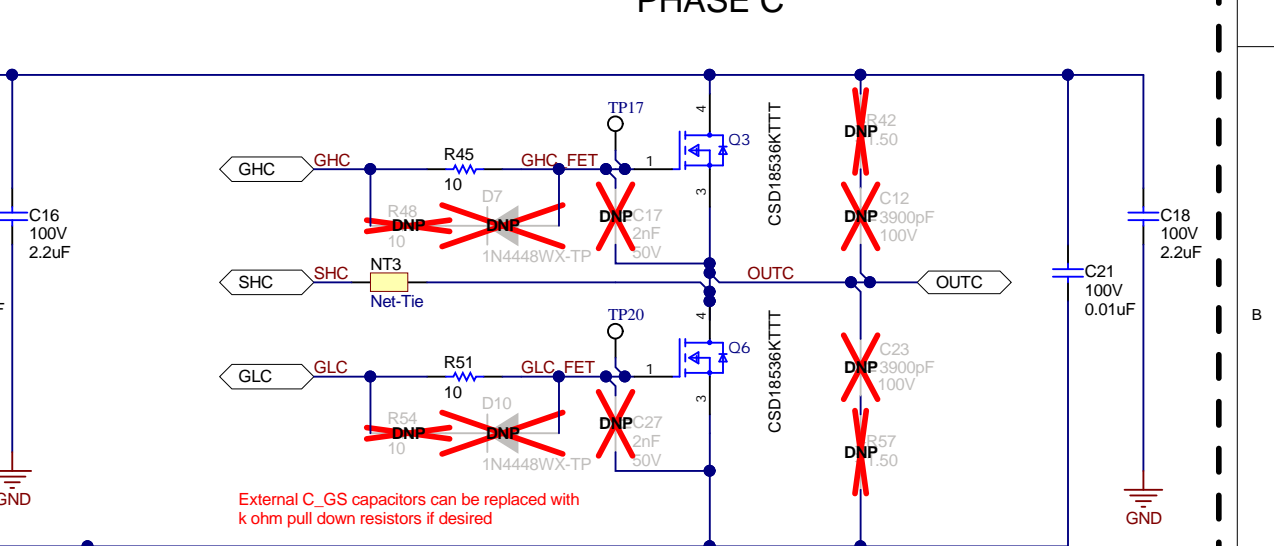 PHASE C
TP17
4
Q3
CSD18536KTTT
R42
DNP
1.50
GHC
GHC
R45
10
GHC_FET
1
3
C16
100V
2.2uF
R48
DNP
10
D7
DNP
1N4448WX-TP
DNP
C17
2nF
50V
C12
DNP
3900pF
100V
C18
100V
2.2uF
SHC
SHC
NT3
Net-Tie
OUTC
OUTC
C21
100V
0.01uF
B
TP20
4
Q6
CSD18536KTTT
GLC
GLC
R51
10
GLC_FET
1
3
C23
DNP
3900pF
100V
R54
DNP
10
D10
DNP
1N4448WX-TP
DNP
C27
2nF
50V
R57
DNP
1.50
GND
External C_GS capacitors can be replaced with
k ohm pull down resistors if desired
GND